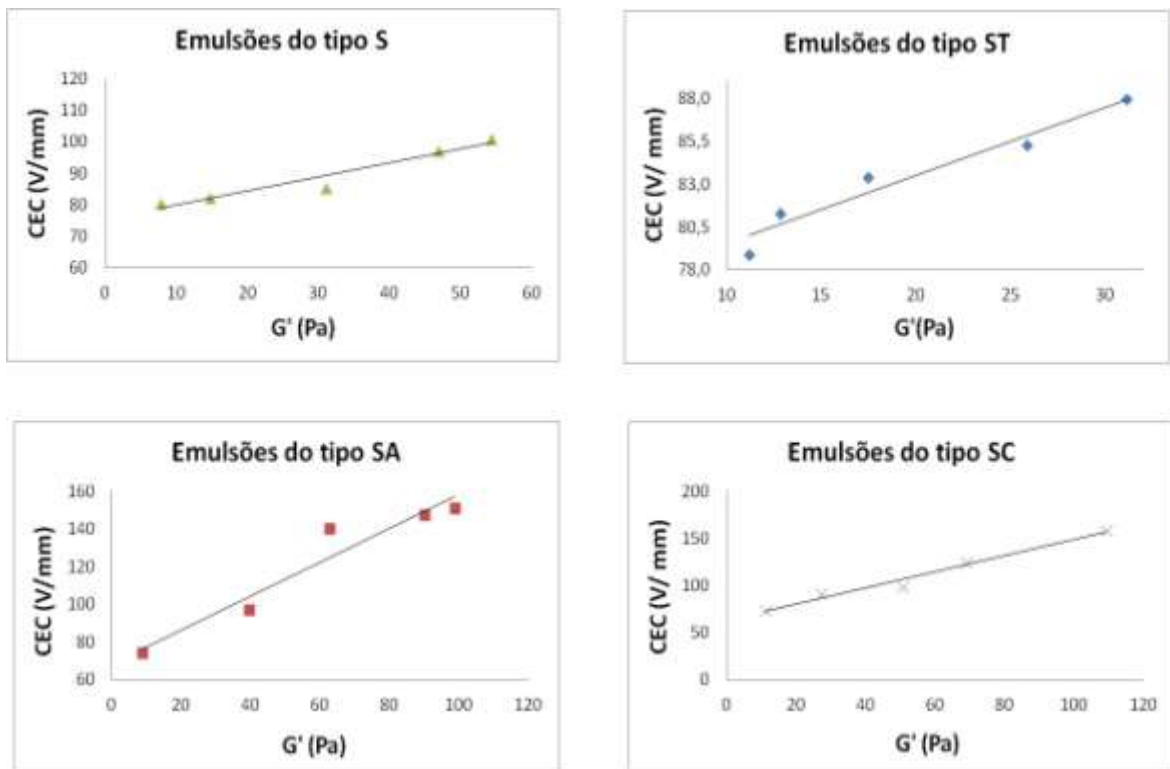 Emulsões do tipo S
CEC (V/mm)
120
110
100
90
80
70
60
0 10 20 30 40 50 60
G' (Pa)
Emulsões do tipo ST
CEC (V/ mm)
88,0
85,5
83,0
80,5
78,0
10 15 20 25 30
G'(Pa)
Emulsões do tipo SA
CEC (V/mm)
160
140
120
100
80
60
0 20 40 60 80 100 120
G' (Pa)
Emulsões do tipo SC
CEC (V/ mm)
200
150
100
50
0
0 20 40 60 80 100 120
G' (Pa)